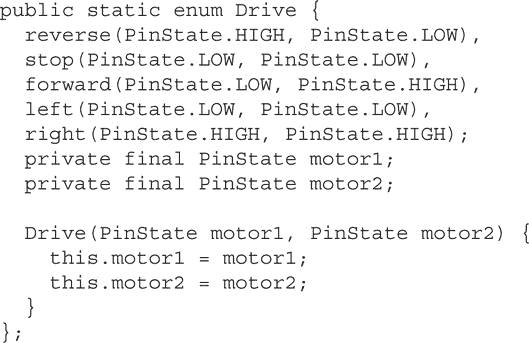 public static enum Drive {
  reverse(PinState.HIGH, PinState.LOW),
  stop(PinState.LOW, PinState.LOW),
  forward(PinState.LOW, PinState.HIGH),
  left(PinState.LOW, PinState.LOW),
  right(PinState.HIGH, PinState.HIGH);
  private final PinState motor1;
  private final PinState motor2;

  Drive(PinState motor1, PinState motor2) {
    this.motor1 = motor1;
    this.motor2 = motor2;
  }
};